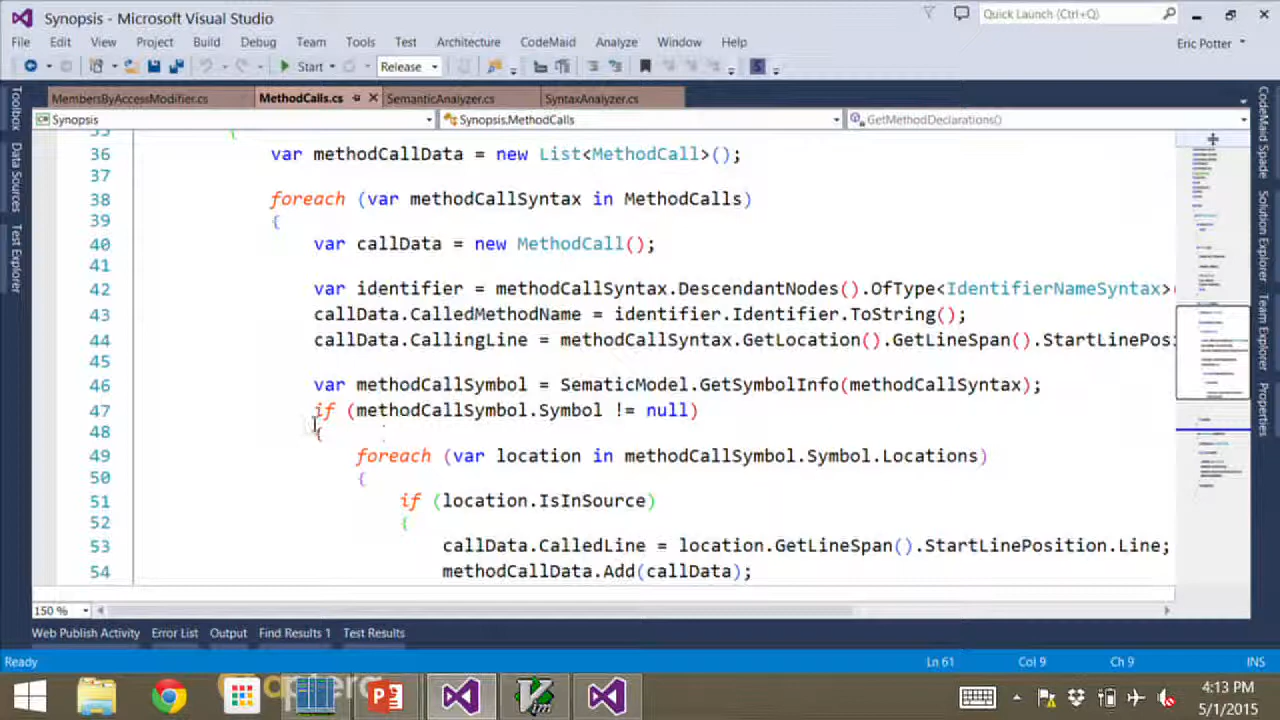 Synopsis - Microsoft Visual Studio
Quick Launch (Ctrl+Q)
File Edit View Project Build Debug Team Tools Test Architecture CodeMaid Analyze Window Help
Eric Potter
Start Release
MembersByAccessModifier.cs MethodCalls.cs SemanticAnalyzer.cs SyntaxAnalyzer.cs
Synopsis Synopsis.MethodCalls GetMethodDeclarations()
Toolbox
Data Sources
Test Explorer
35 {
36 var methodCallData = new List<MethodCall>();
37
38 foreach (var methodCallSyntax in MethodCalls)
39 {
40 var callData = new MethodCall();
41
42 var identifier = methodCallSyntax.DescendantNodes().OfType<IdentifierNameSyntax>(
43 callData.CalledMethodName = identifier.Identifier.ToString();
44 callData.CallingLine = methodCallSyntax.GetLocation().GetLineSpan().StartLinePos
45
46 var methodCallSymbol = SematicModel.GetSymbolInfo(methodCallSyntax);
47 if (methodCallSymbol.Symbol != null)
48 {
49 foreach (var location in methodCallSymbol.Symbol.Locations)
50 {
51 if (location.IsInSource)
52 {
53 callData.CalledLine = location.GetLineSpan().StartLinePosition.Line;
54 methodCallData.Add(callData);
CodeMaid Spade
Solution Explorer
Team Explorer
Properties
150 %
Web Publish Activity Error List Output Find Results 1 Test Results
Ready Ln 61 Col 9 Ch 9 INS
4:13 PM
5/1/2015